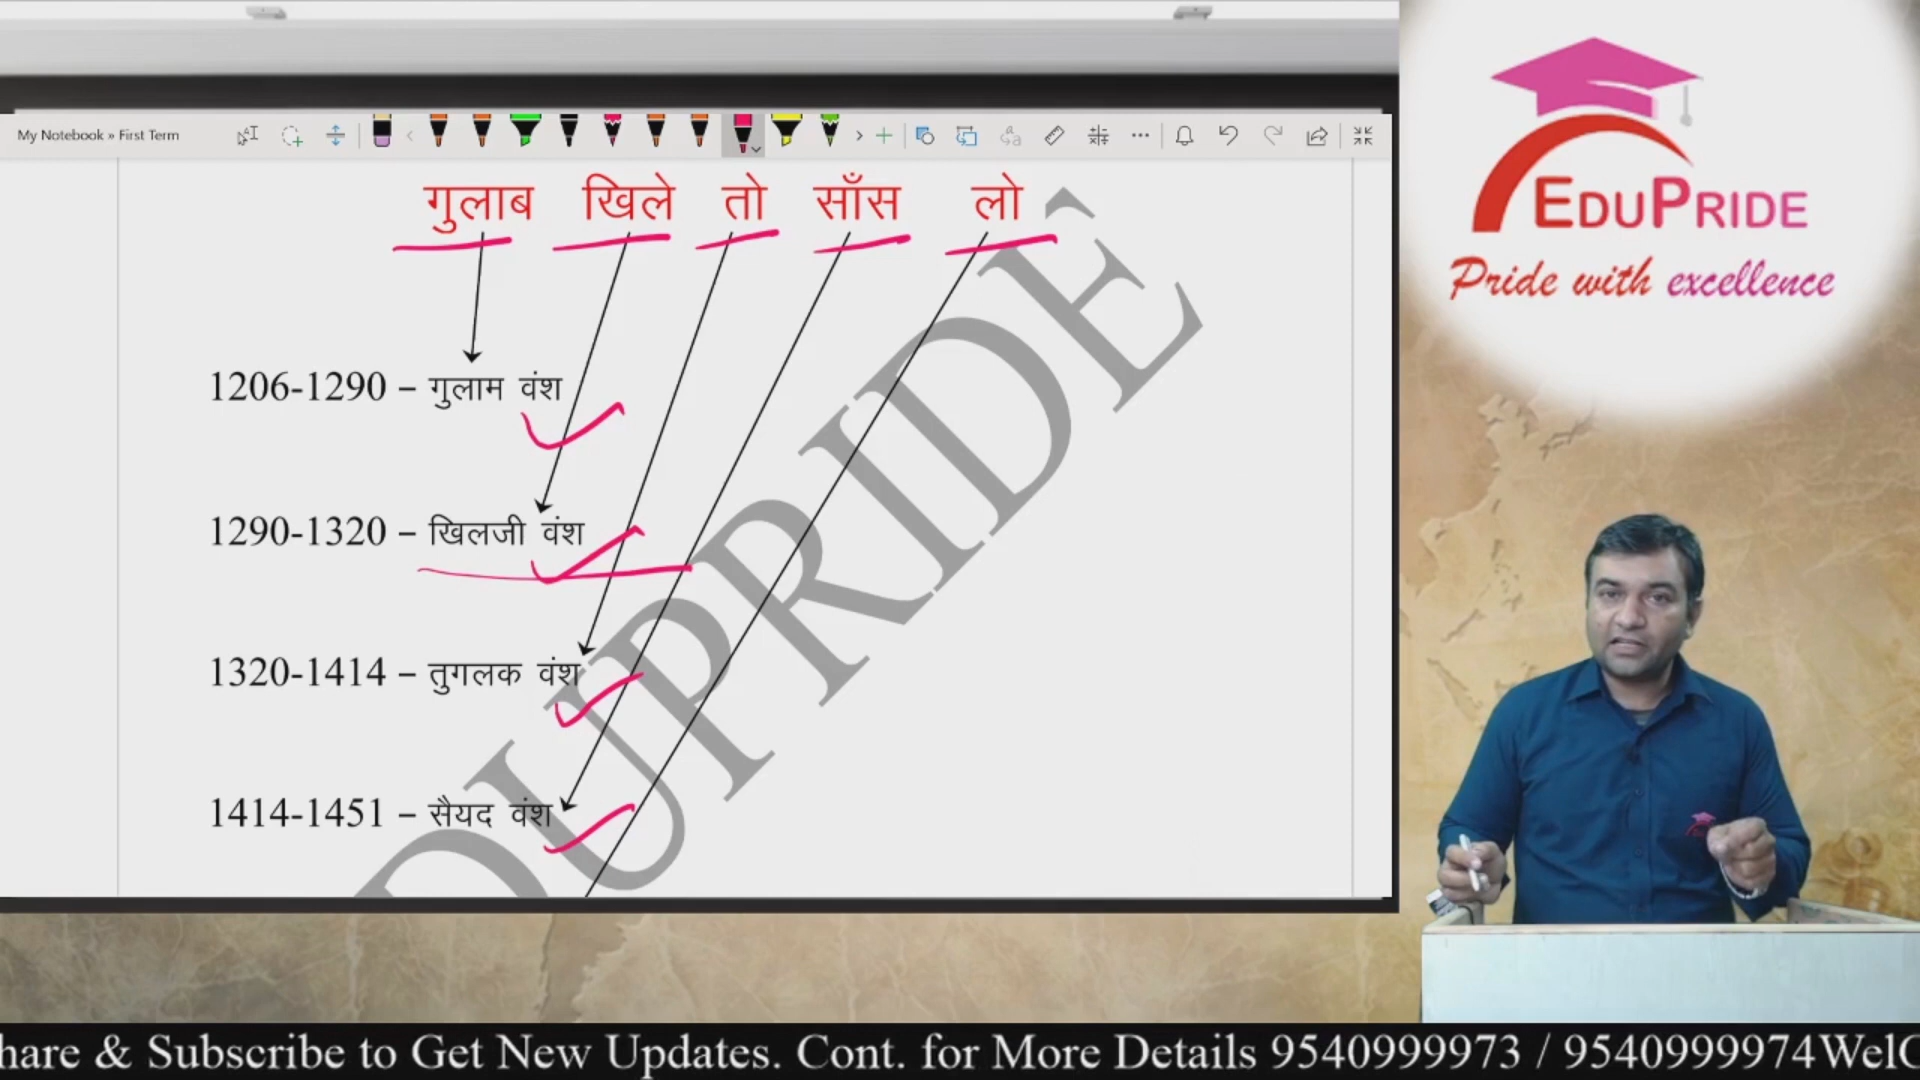 My Notebook » First Term
गुलाब खिले तो साँस लो
1206-1290 – गुलाम वंश
1290-1320 – खिलजी वंश
1320-1414 – तुगलक वंश
1414-1451 – सैयद वंश
DUPRIDE
EDUPRIDE
Pride with excellence
hare & Subscribe to Get New Updates. Cont. for More Details 9540999973 / 9540999974WelC